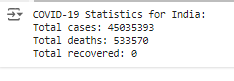 COVID-19 Statistics for India:
Total cases: 45035393
Total deaths: 533570
Total recovered: 0